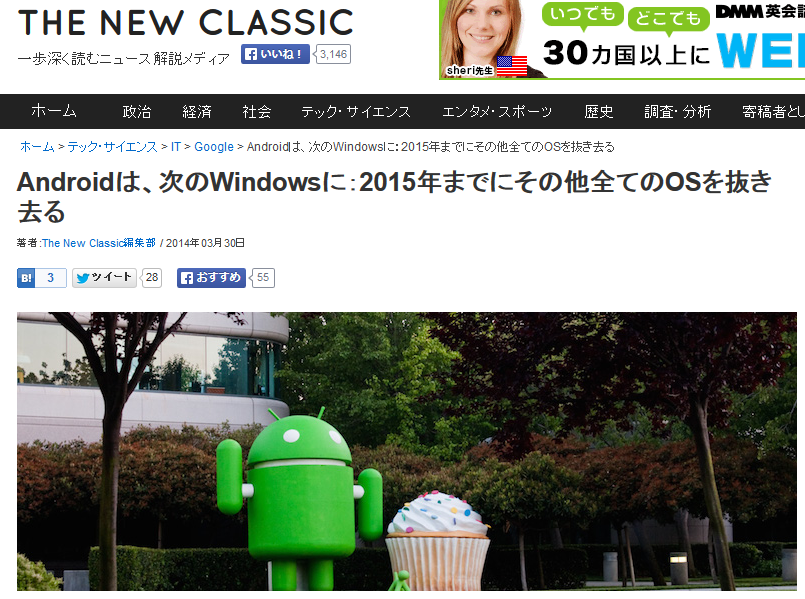 THE NEW CLASSIC
一歩深く読むニュース解説メディア
いいね！ 3,146
sheri先生
いつでも どこでも
DMM英会話
30カ国以上に
ホーム 政治 経済 社会 テック・サイエンス エンタメ・スポーツ 歴史 調査・分析 寄稿者とし
ホーム > テック・サイエンス > IT > Google > Androidは、次のWindowsに：2015年までにその他全てのOSを抜き去る
Androidは、次のWindowsに：2015年までにその他全てのOSを抜き
去る
著者:The New Classic編集部 / 2014年03月30日
B! 3 ツイート 28 おすすめ 55